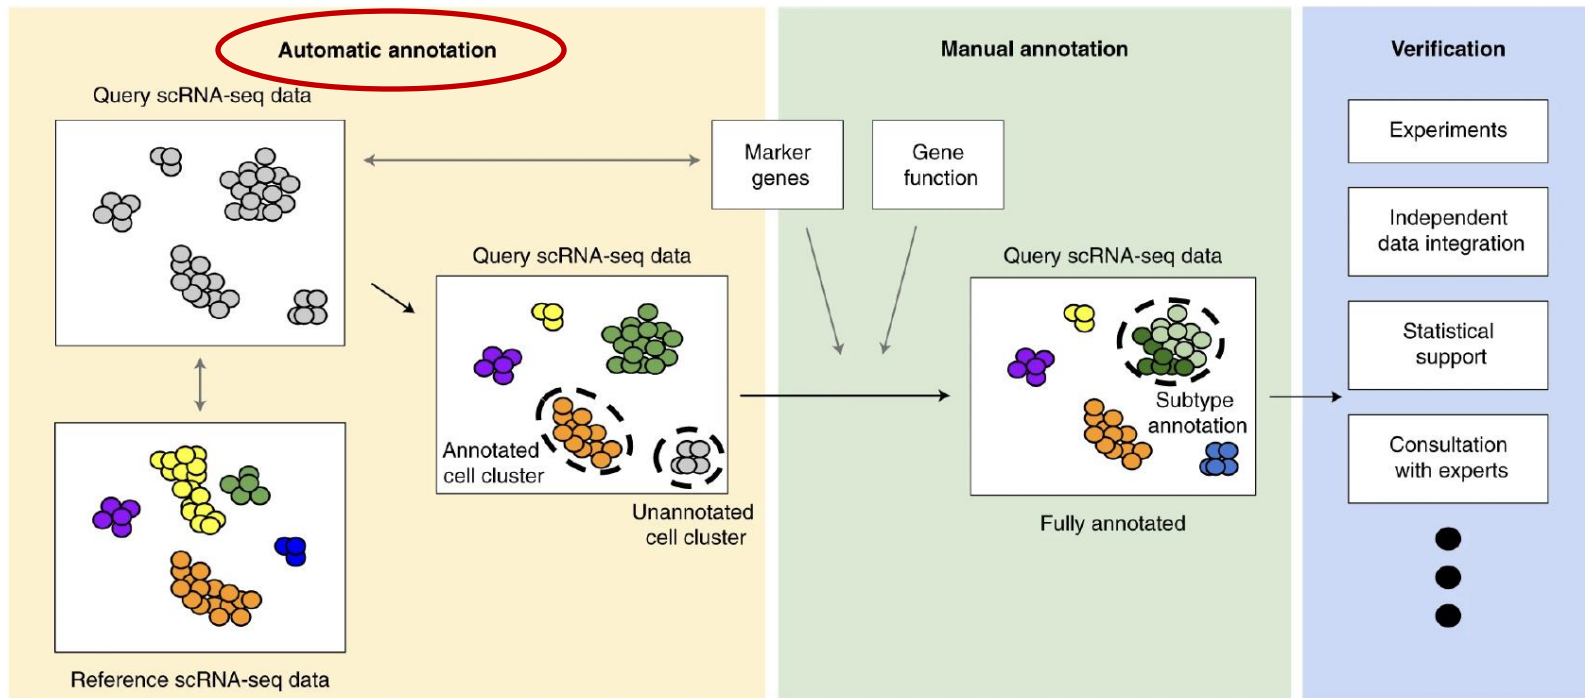 Automatic annotation
Query scRNA-seq data
Reference scRNA-seq data
Query scRNA-seq data
Annotated
cell cluster
Unannotated
cell cluster
Manual annotation
Marker
genes
Gene
function
Query scRNA-seq data
Subtype
annotation
Fully annotated
Verification
Experiments
Independent
data integration
Statistical
support
Consultation
with experts